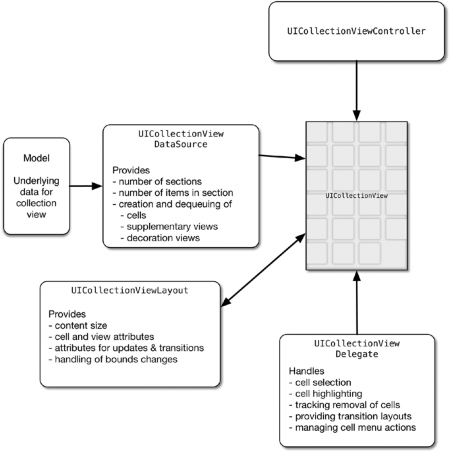 UICollectionViewController
UICollectionView
DataSource
Provides
- number of sections
- number of items in section
- creation and dequeuing of
- cells
- supplementary views
- decoration views
Model
Underlying
data for
collection
view
UICollectionView
UICollectionViewLayout
Provides
- content size
- cell and view attributes
- attributes for updates & transitions
- handling of bounds changes
UICollectionView
Delegate
Handles
- cell selection
- cell highlighting
- tracking removal of cells
- providing transition layouts
- managing cell menu actions